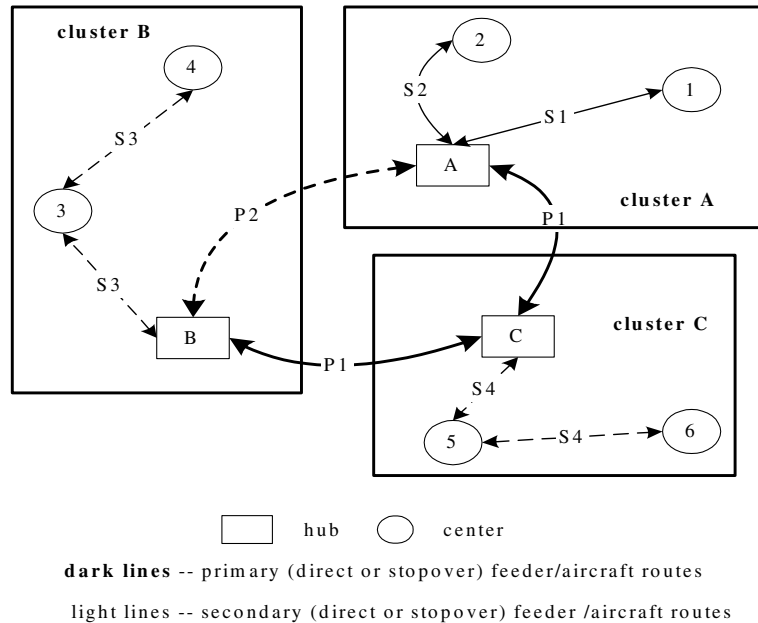 cluster B
4
S3
3
S3
B
P2
2
S2
1
S1
A
cluster A
P1
cluster C
C
P1
S4
5
S4
6
hub
center
dark lines -- primary (direct or stopover) feeder/aircraft routes
light lines -- secondary (direct or stopover) feeder /aircraft routes